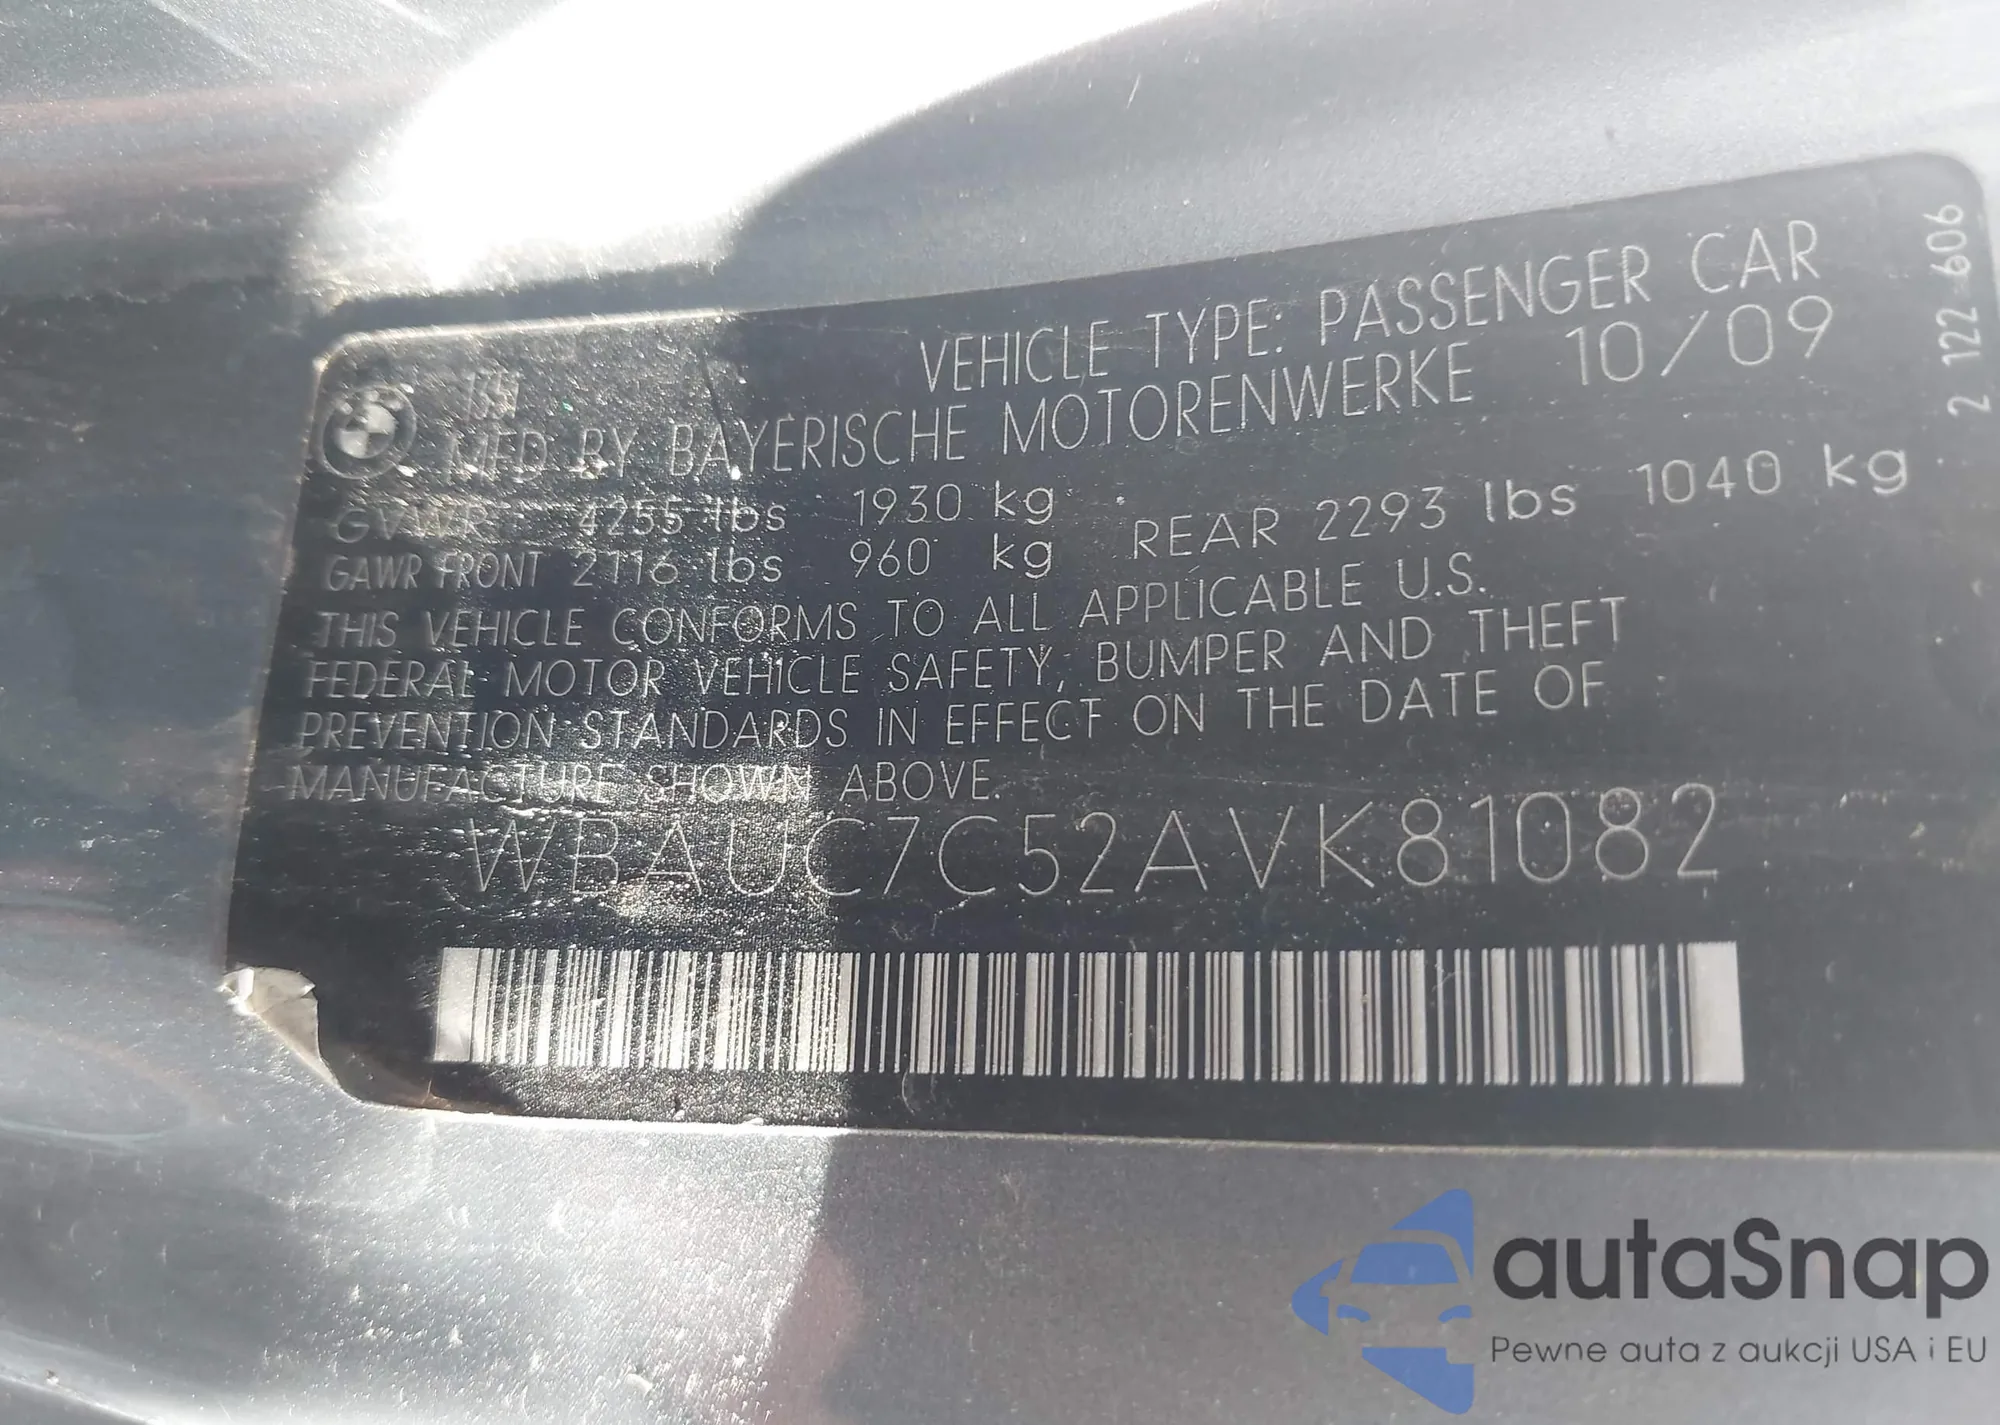 VEHICLE TYPE: PASSENGER CAR
MFD BY BAYERISCHE MOTORENWERKE 10/09
GVWR 4255 lbs 1930 kg
GAWR FRONT 2116 lbs 960 kg REAR 2293 lbs 1040 kg
THIS VEHICLE CONFORMS TO ALL APPLICABLE U.S.
FEDERAL MOTOR VEHICLE SAFETY, BUMPER AND THEFT
PREVENTION STANDARDS IN EFFECT ON THE DATE OF
MANUFACTURE SHOWN ABOVE.
WBAUC7C52AVK81082
2 122 606
autaSnap
Pewne auta z aukcji USA i EU